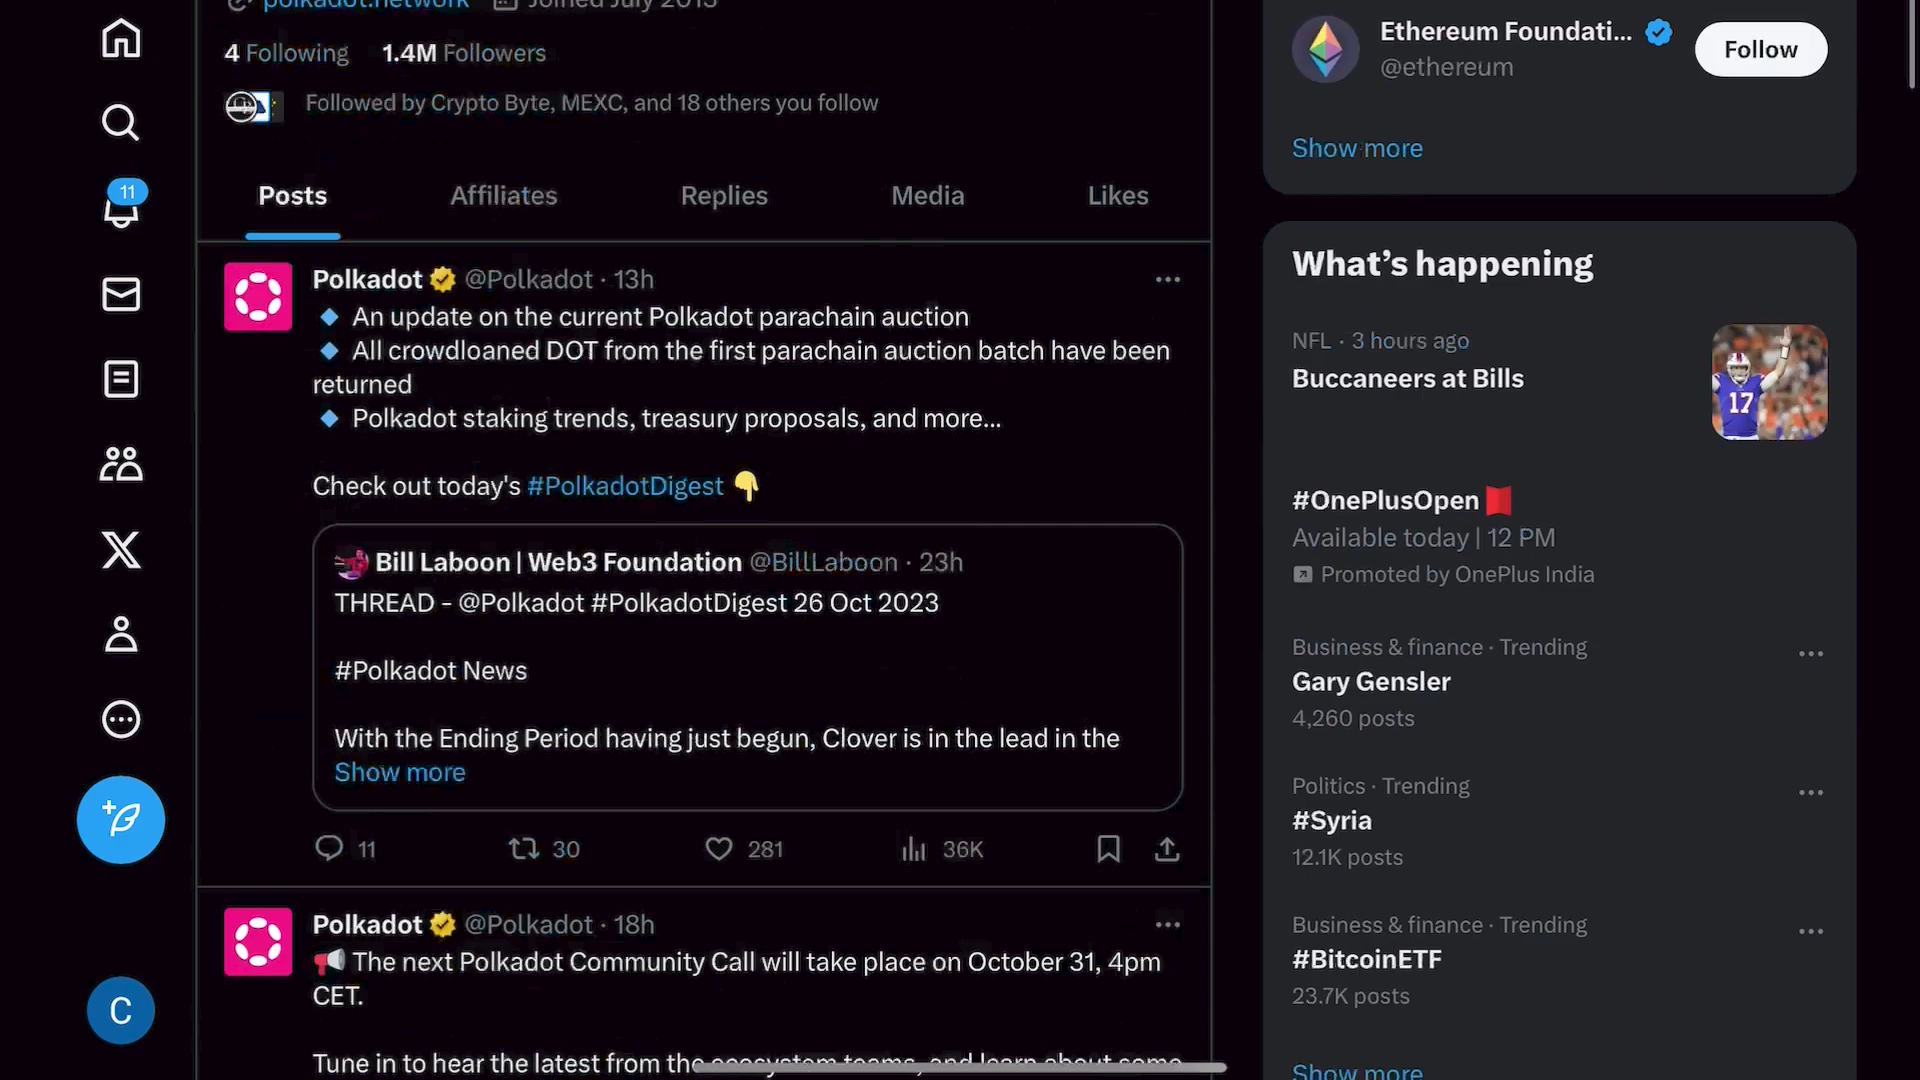 polkadot.network Joined July 2015
4 Following 1.4M Followers
Followed by Crypto Byte, MEXC, and 18 others you follow
Posts Affiliates Replies Media Likes
Polkadot @Polkadot · 13h
An update on the current Polkadot parachain auction
All crowdloaned DOT from the first parachain auction batch have been
returned
Polkadot staking trends, treasury proposals, and more...
Check out today's #PolkadotDigest
Bill Laboon | Web3 Foundation @BillLaboon · 23h
THREAD - @Polkadot #PolkadotDigest 26 Oct 2023
#Polkadot News
With the Ending Period having just begun, Clover is in the lead in the
Show more
11 30 281 36K
Polkadot @Polkadot · 18h
The next Polkadot Community Call will take place on October 31, 4pm
CET.
Tune in to hear the latest from the ecosystem teams, and learn about some
11
C
Ethereum Foundati...
@ethereum
Follow
Show more
What's happening
NFL · 3 hours ago
Buccaneers at Bills
17
#OnePlusOpen
Available today | 12 PM
Promoted by OnePlus India
Business & finance · Trending
Gary Gensler
4,260 posts
Politics · Trending
#Syria
12.1K posts
Business & finance · Trending
#BitcoinETF
23.7K posts
Show more